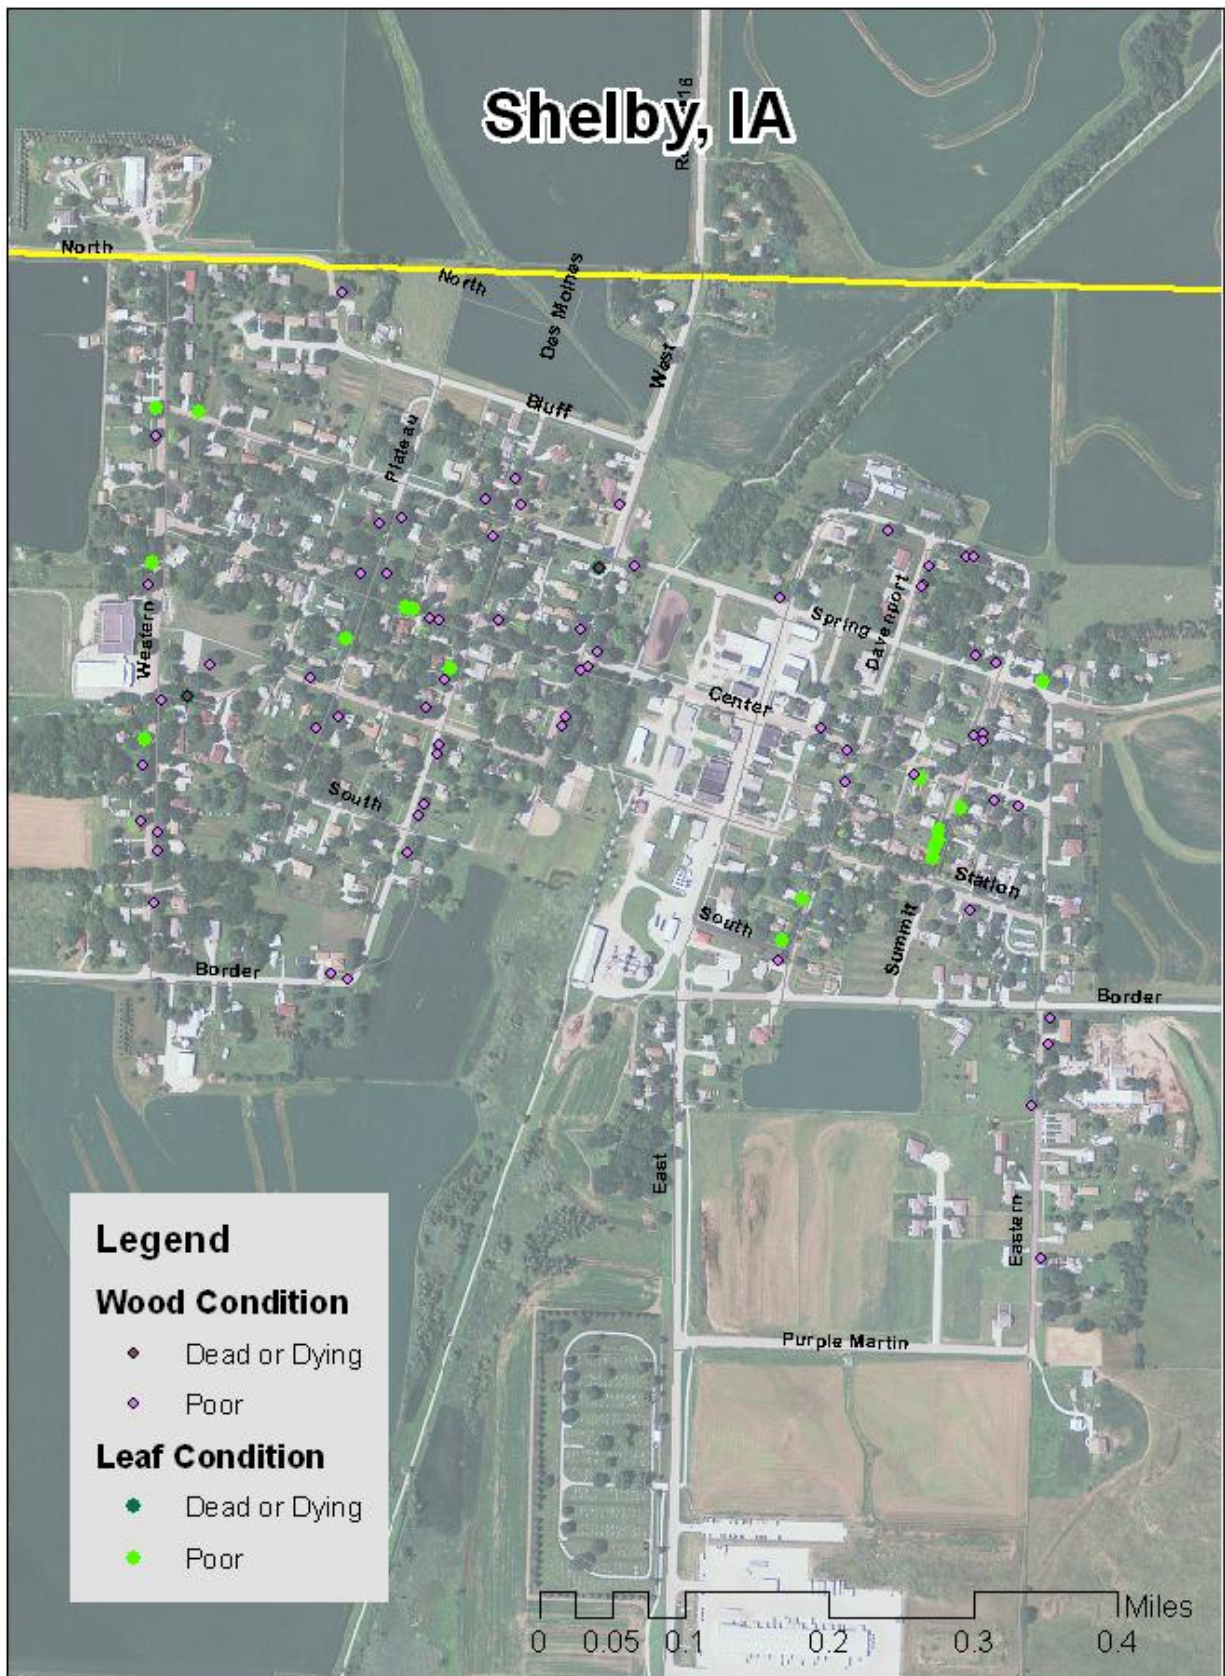 Shelby, IA
16
North
North
Des Moines
West
Bluff
Plateau
Spring
Davenport
Western
Center
South
Station
South
Summit
Border
Border
East
Eastern
Purple Martin
Legend
Wood Condition
Dead or Dying
Poor
Leaf Condition
Dead or Dying
Poor
Miles
0 0.05 0.1 0.2 0.3 0.4